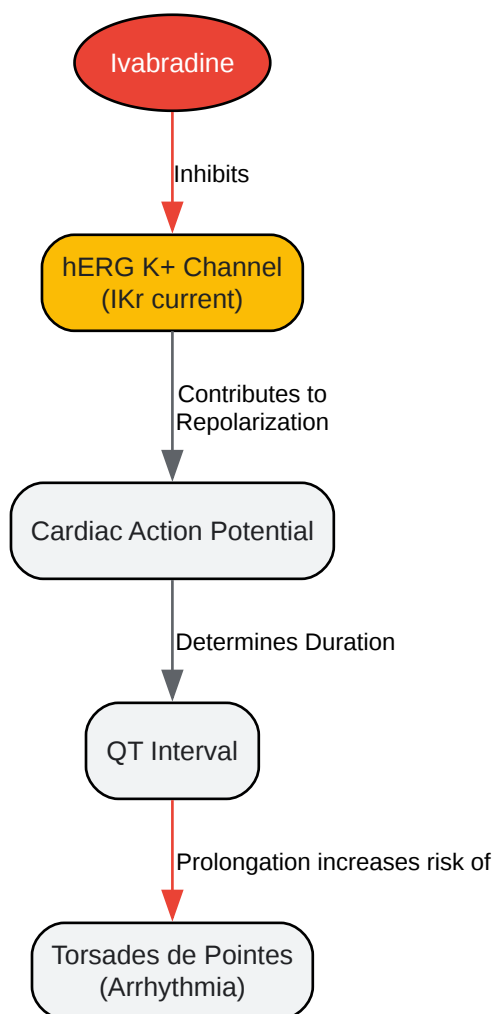 Ivabradine
Inhibits
hERG K+ Channel
(IKr current)
Contributes to
Repolarization
Cardiac Action Potential
Determines Duration
QT Interval
Prolongation increases risk of
Torsades de Pointes
(Arrhythmia)